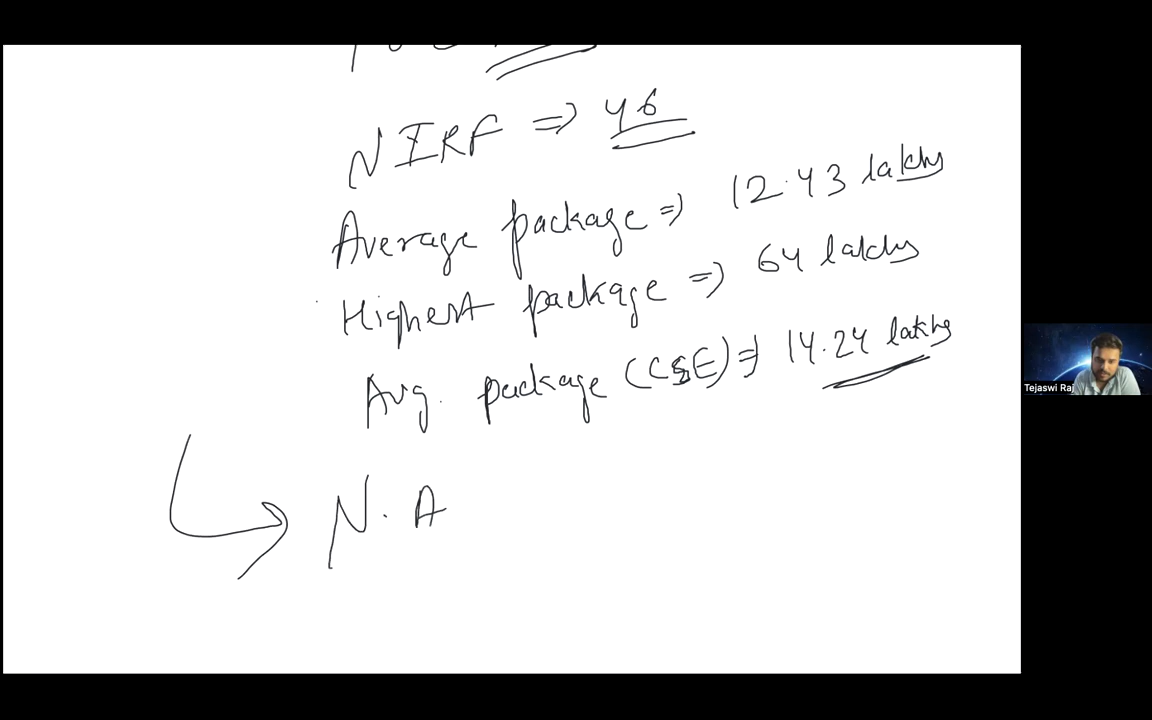 NIRF => 46
Average package => 12.43 lakhs
Highest package => 64 lakhs
Avg. package (CSE) => 14.24 lakhs
N.A
Tejaswi Raj